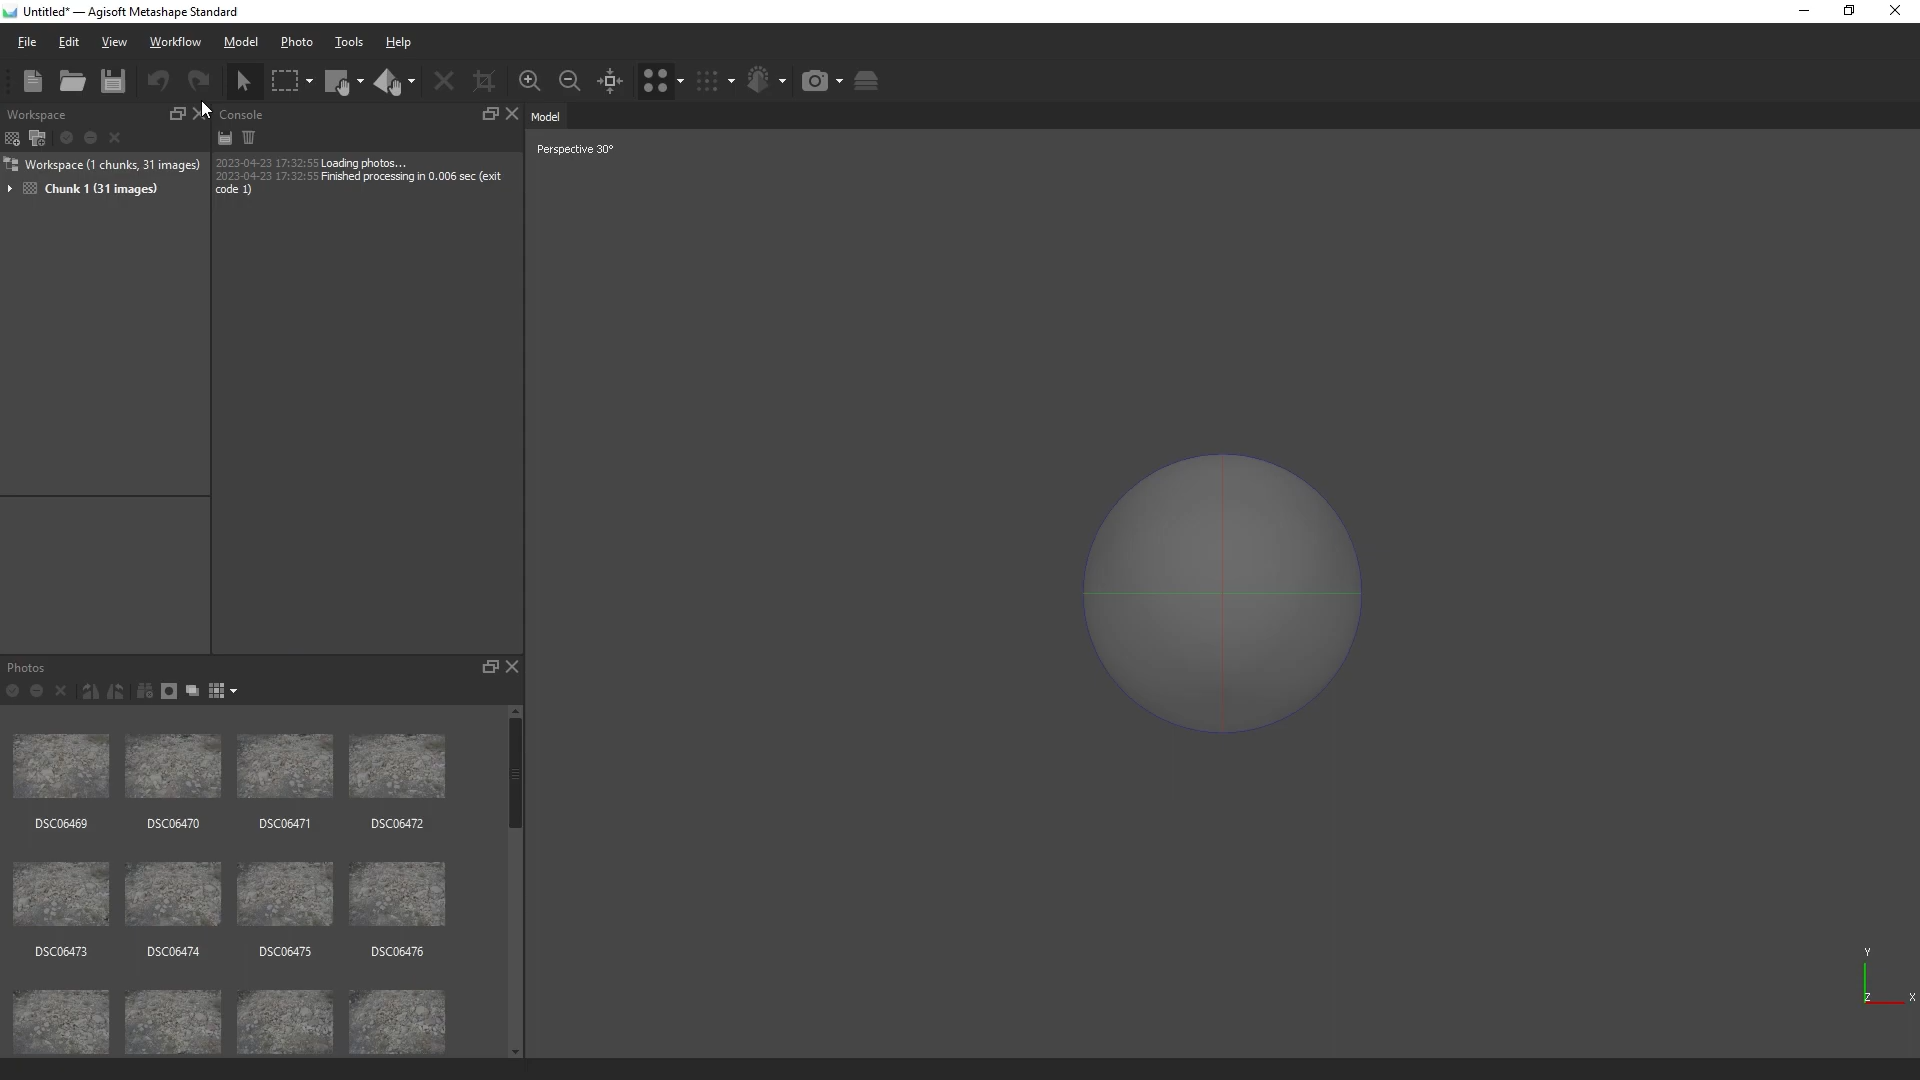 Untitled* — Agisoft Metashape Standard
File Edit View Workflow Model Photo Tools Help
Workspace
Console
Model
Workspace (1 chunks, 31 images)
Chunk 1 (31 images)
2023-04-23 17:32:55 Loading photos...
2023-04-23 17:32:55 Finished processing in 0.006 sec (exit
code 1)
Perspective 30°
Photos
DSC06469 DSC06470 DSC06471 DSC06472
DSC06473 DSC06474 DSC06475 DSC06476
Y
Z
X